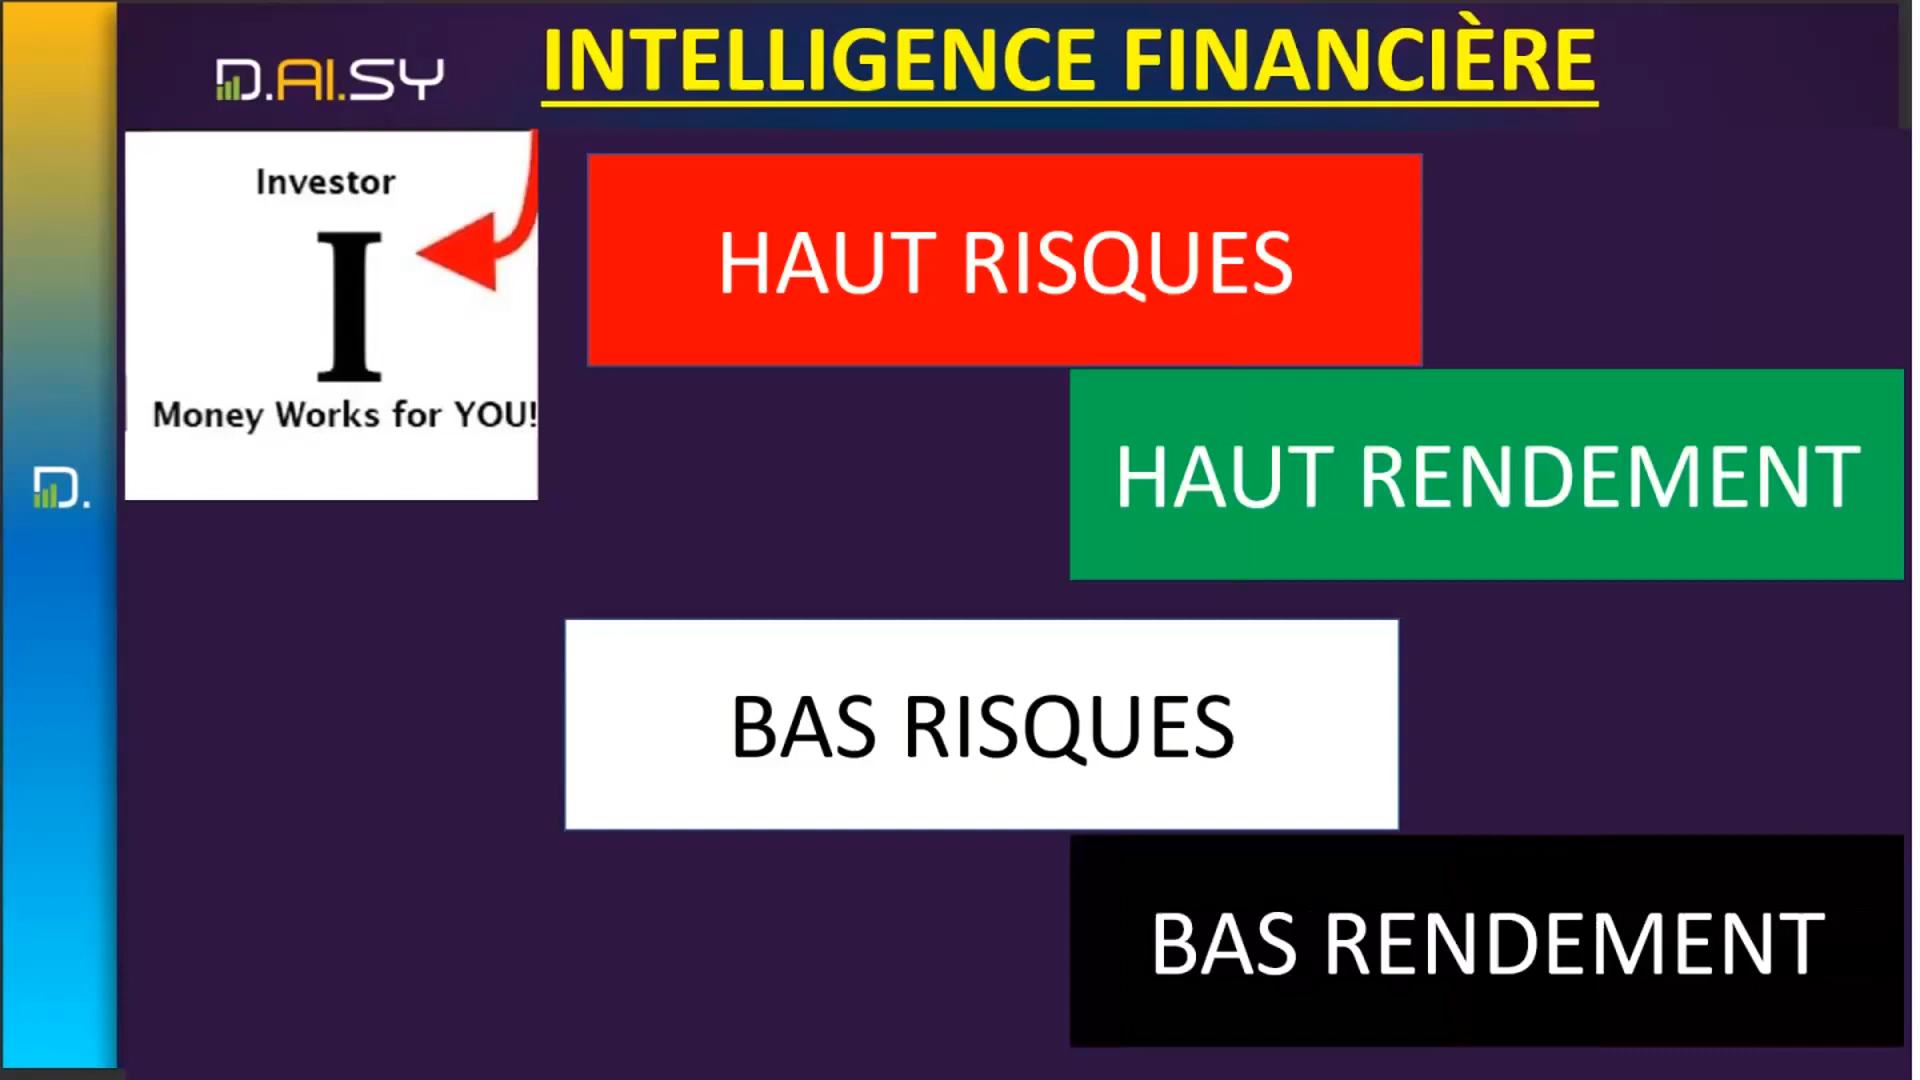 D.AI.SY
INTELLIGENCE FINANCIÈRE
Investor
I
Money Works for YOU!
HAUT RISQUES
HAUT RENDEMENT
D.
BAS RISQUES
BAS RENDEMENT